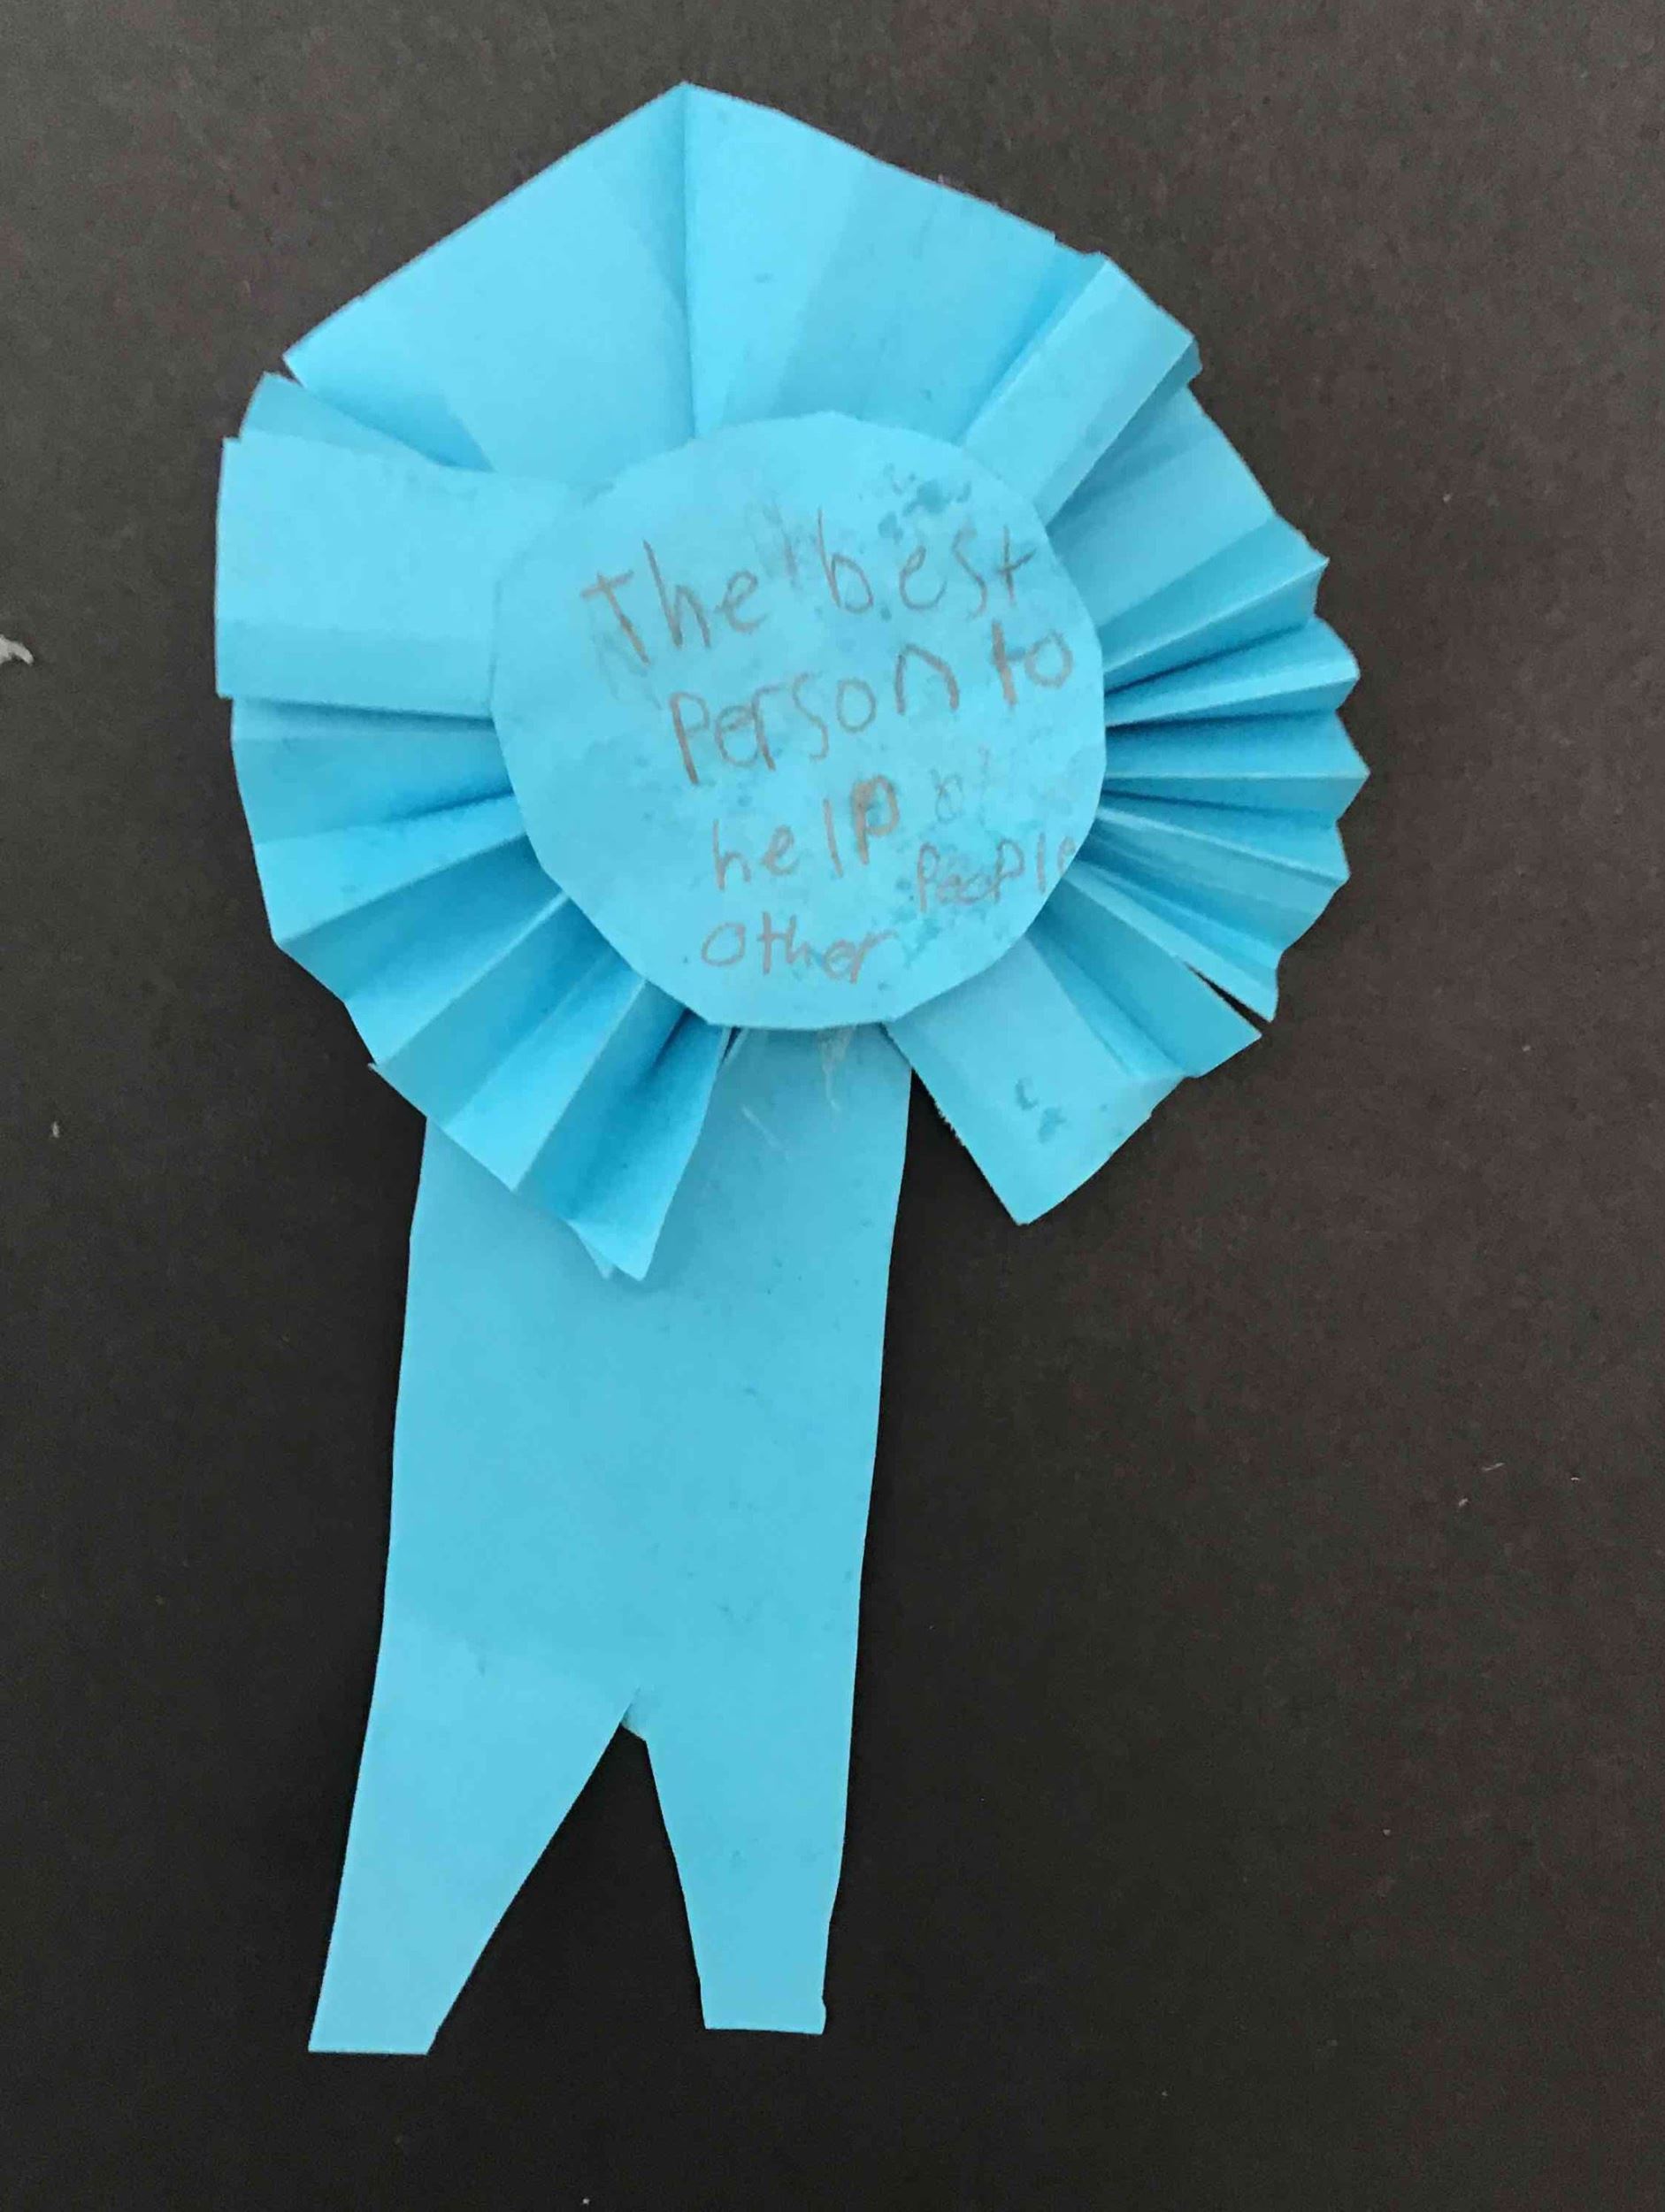 The best
Person to
help
People
other